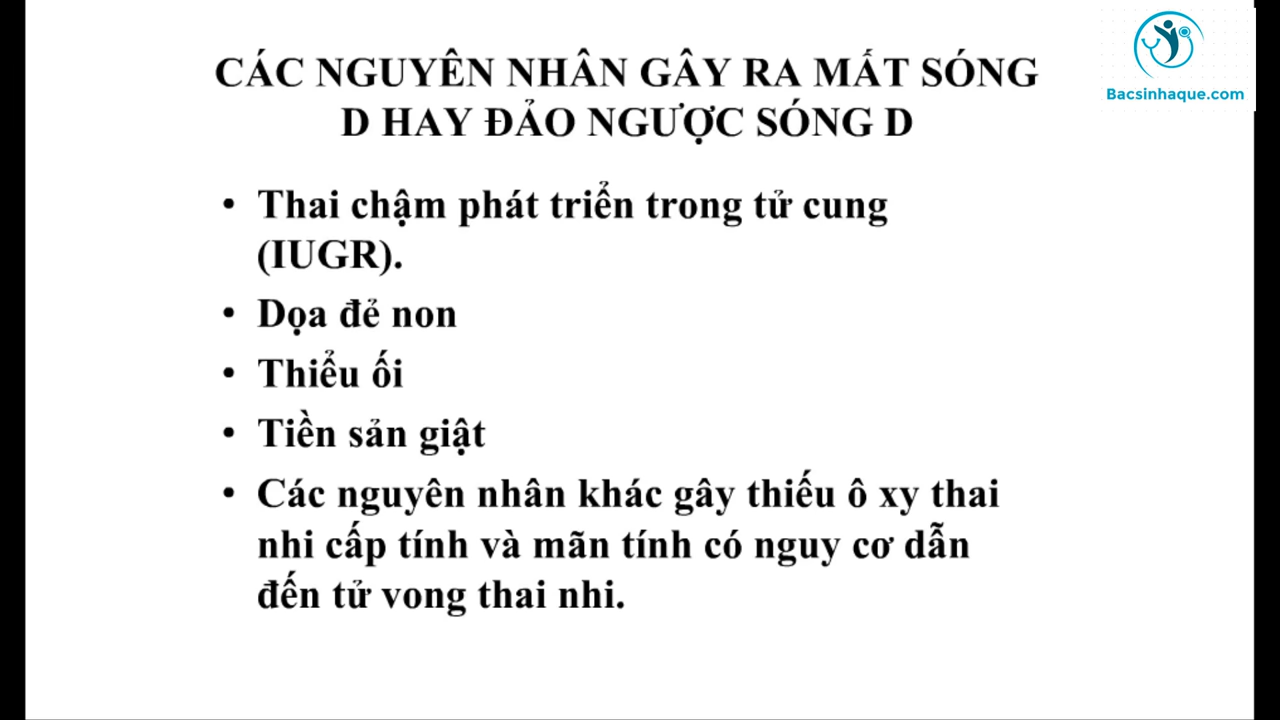 Bacsinhaque.com
CÁC NGUYÊN NHÂN GÂY RA MẤT SÓNG
D HAY ĐẢO NGƯỢC SÓNG D
• Thai chậm phát triển trong tử cung
(IUGR).
• Dọa đẻ non
• Thiểu ối
• Tiền sản giật
• Các nguyên nhân khác gây thiếu ô xy thai
nhi cấp tính và mãn tính có nguy cơ dẫn
đến tử vong thai nhi.